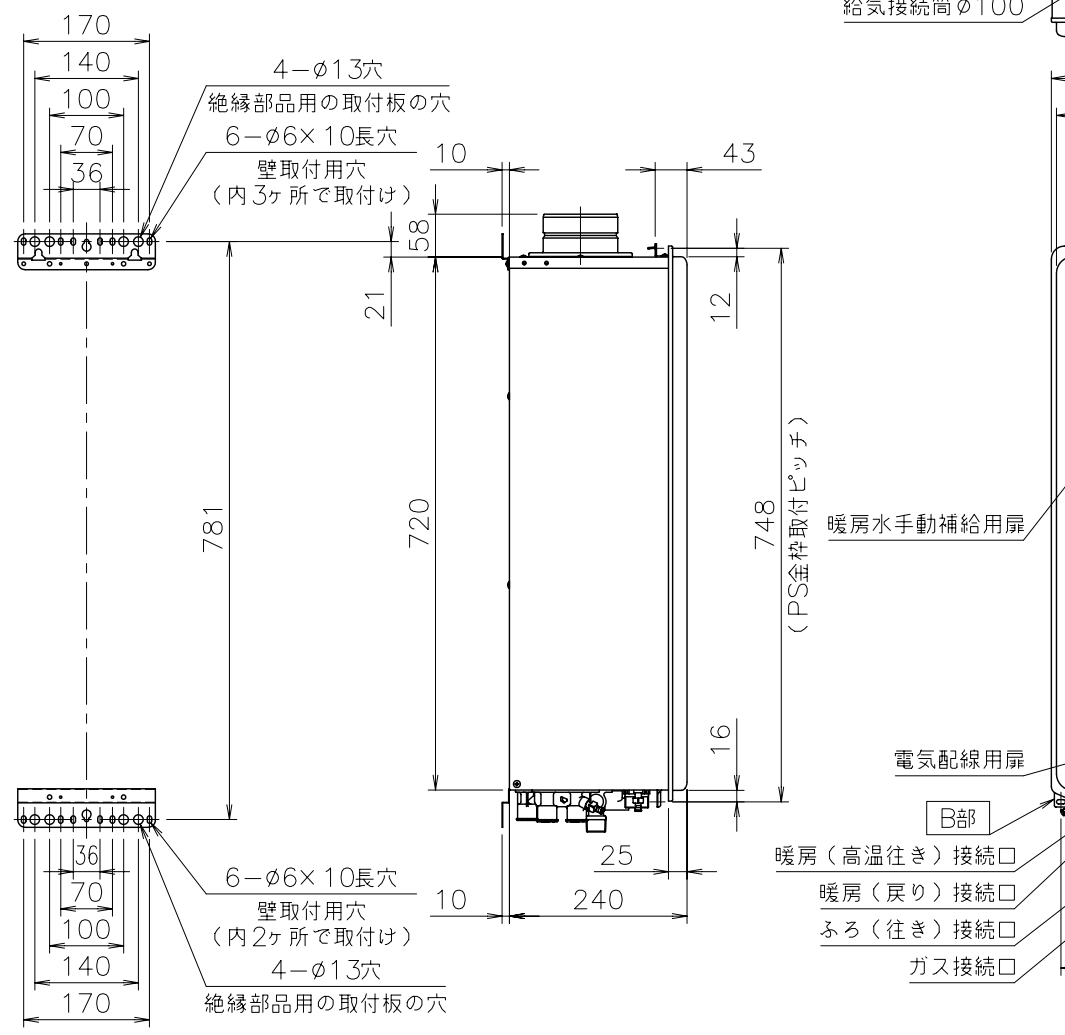 給気接続筒φ100
170
140
100
70
36
4-φ13穴
絶縁部品用の取付板の穴
6-φ6×10長穴
壁取付用穴
(内3ヶ所で取付け)
10
43
58
21
12
781
720
748
(PS金枠取付ピッチ)
暖房水手動補給用扉
16
電気配線用扉
B部
暖房(高温往き)接続口
暖房(戻り)接続口
ふろ(往き)接続口
ガス接続口
25
10
240
36
70
100
140
170
6-φ6×10長穴
壁取付用穴
(内2ヶ所で取付け)
4-φ13穴
絶縁部品用の取付板の穴